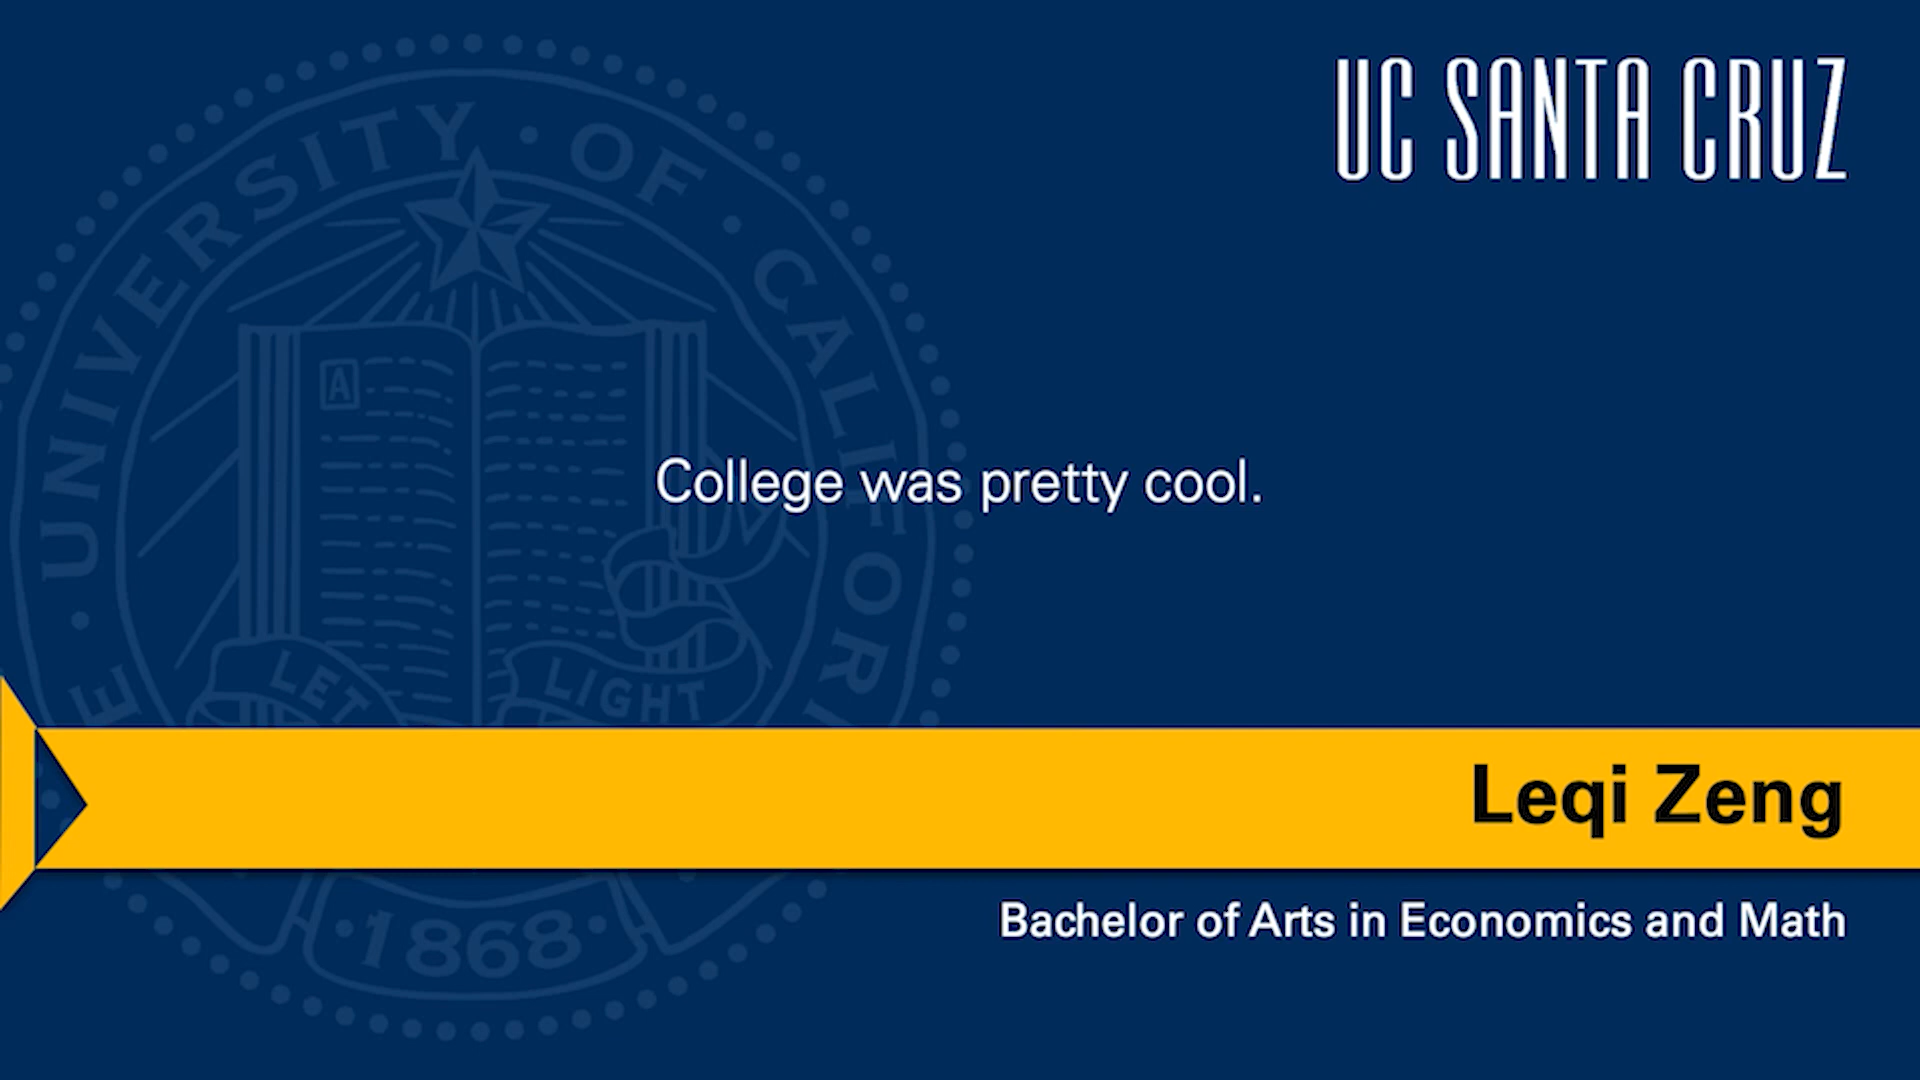 UC SANTA CRUZ
UNIVERSITY · OF · CALIFORNI
E
A
College was pretty cool.
LET LIGHT
Leqi Zeng
Bachelor of Arts in Economics and Math
·1868·